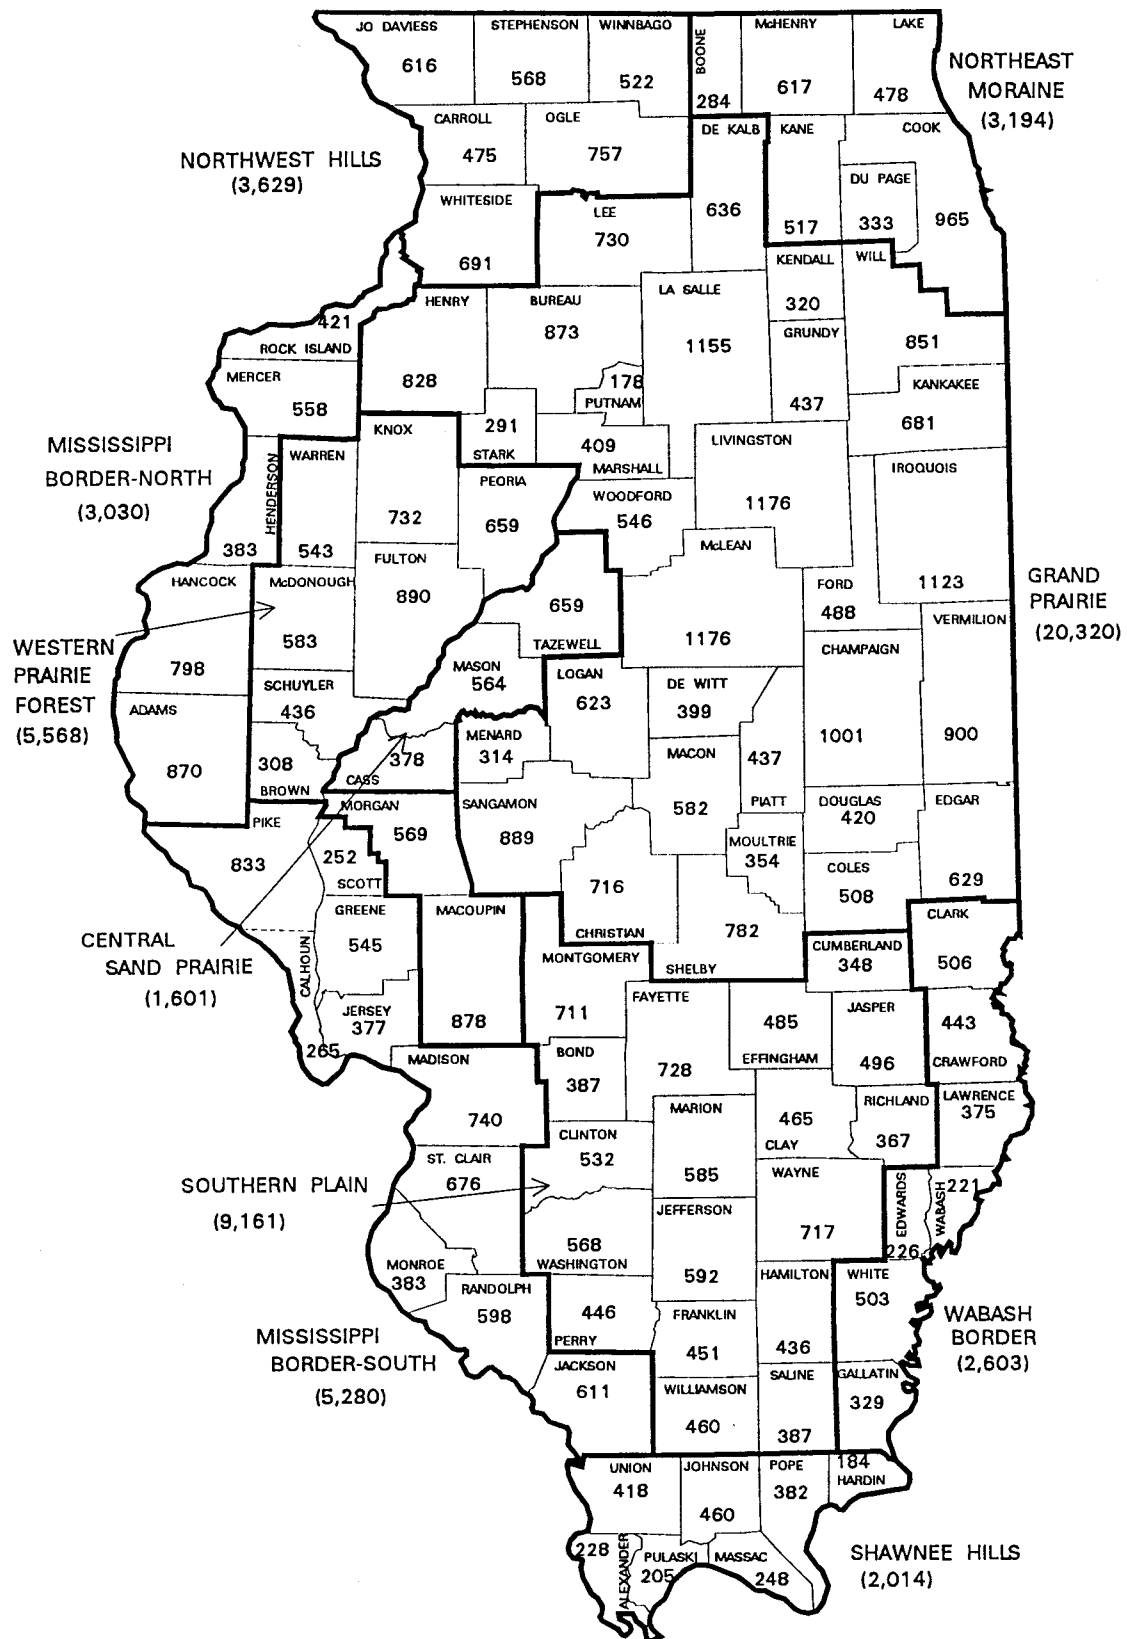 JO DAVIESS
616
STEPHENSON
568
WINNBAGO
522
BOONE
284
McHENRY
617
LAKE
478
NORTHEAST
MORAINE
(3,194)
CARROLL
475
OGLE
757
DE KALB
636
KANE
517
COOK
965
DU PAGE
333
NORTHWEST HILLS
(3,629)
WHITESIDE
691
LEE
730
KENDALL
320
WILL
851
HENRY
828
BUREAU
873
LA SALLE
1155
GRUNDY
437
421
ROCK ISLAND
MERCER
558
178
PUTNAM
KANKAKEE
681
KNOX
732
291
STARK
409
MARSHALL
LIVINGSTON
1176
IROQUOIS
1123
MISSISSIPPI
BORDER-NORTH
(3,030)
HENDERSON
383
WARREN
543
PEORIA
659
WOODFORD
546
McLEAN
1176
FORD
488
GRAND
PRAIRIE
(20,320)
HANCOCK
798
McDONOUGH
583
FULTON
890
659
TAZEWELL
VERMILION
900
WESTERN
PRAIRIE
FOREST
(5,568)
SCHUYLER
436
MASON
564
LOGAN
623
DE WITT
399
CHAMPAIGN
1001
ADAMS
870
308
BROWN
378
CASS
MENARD
314
MACON
582
437
PIATT
PIKE
833
MORGAN
569
SANGAMON
889
MOULTRIE
354
DOUGLAS
420
EDGAR
629
252
SCOTT
716
CHRISTIAN
COLES
508
GREENE
545
MACOUPIN
878
MONTGOMERY
711
782
SHELBY
CUMBERLAND
348
CLARK
506
CENTRAL
SAND PRAIRIE
(1,601)
CALHOUN
265
JERSEY
377
FAYETTE
728
485
EFFINGHAM
JASPER
496
443
CRAWFORD
MADISON
740
BOND
387
MARION
585
465
CLAY
RICHLAND
367
LAWRENCE
375
ST. CLAIR
676
CLINTON
532
WAYNE
717
EDWARDS
226
WABASH
221
SOUTHERN PLAIN
(9,161)
568
WASHINGTON
JEFFERSON
592
HAMILTON
436
WHITE
503
MONROE
383
RANDOLPH
598
446
PERRY
FRANKLIN
451
WABASH
BORDER
(2,603)
MISSISSIPPI
BORDER-SOUTH
(5,280)
JACKSON
611
WILLIAMSON
460
SALINE
387
GALLATIN
329
UNION
418
JOHNSON
460
POPE
382
184
HARDIN
228
ALEXANDER
PULASKI
205
MASSAC
248
SHAWNEE HILLS
(2,014)